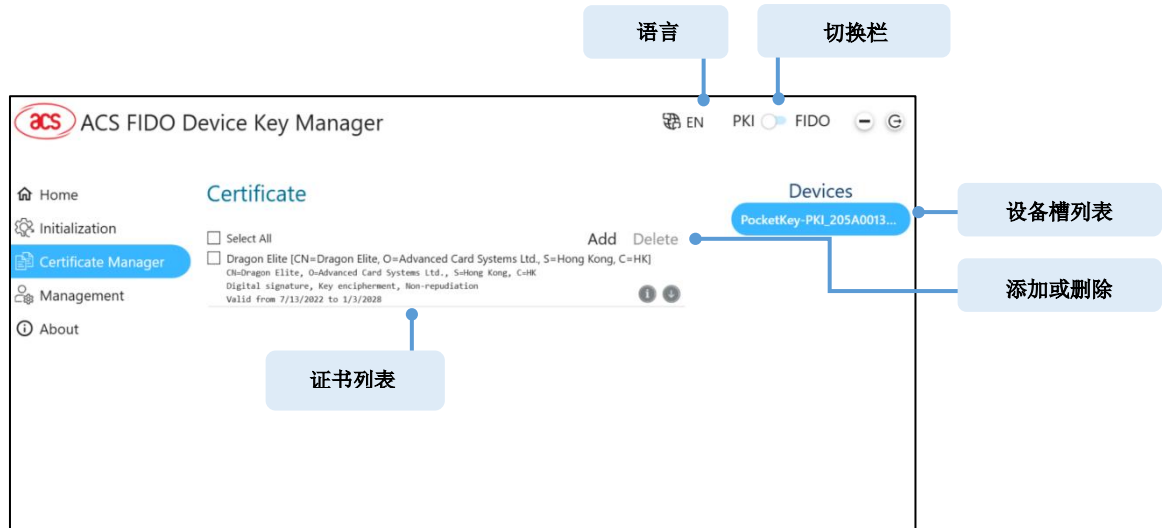 语言
切换栏
acs ACS FIDO Device Key Manager
EN
PKI FIDO
Home
Initialization
Certificate Manager
Management
About
Certificate
Select All
Add Delete
Dragon Elite [CN=Dragon Elite, O=Advanced Card Systems Ltd., S=Hong Kong, C=HK]
CN=Dragon Elite, O=Advanced Card Systems Ltd., S=Hong Kong, C=HK
Digital signature, Key encipherment, Non-repudiation
Valid from 7/13/2022 to 1/3/2028
Devices
PocketKey-PKI_205A0013...
设备槽列表
添加或删除
证书列表